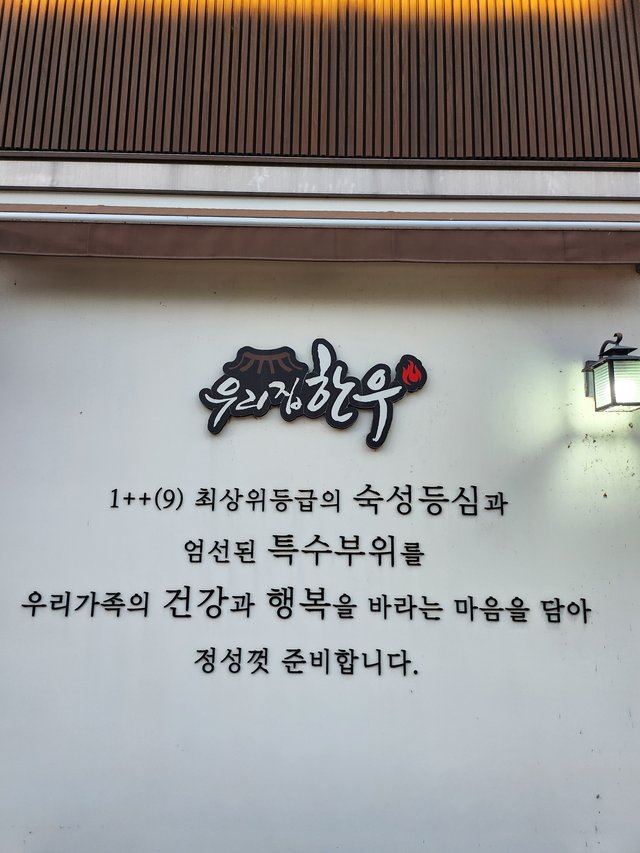 우리집한우
1++(9) 최상위등급의 숙성등심과
엄선된 특수부위를
우리가족의 건강과 행복을 바라는 마음을 담아
정성껏 준비합니다.